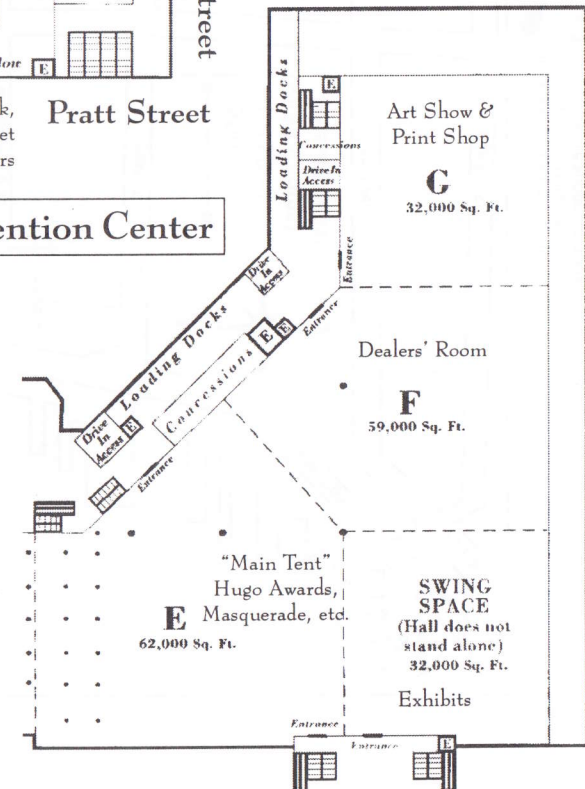 treet
low
E
k,
et
rs
Pratt Street
ention Center
Loading Docks
E
Concessions
Drive In
Access
Entrance
Art Show &
Print Shop
G
32,000 Sq. Ft.
Drive
In
Access
Loading Docks
Entrance
E
E
Concessions
Drive
In
Access
E
Entrance
Dealers' Room
F
59,000 Sq. Ft.
"Main Tent"
Hugo Awards,
Masquerade, etc.
E
62,000 Sq. Ft.
SWING
SPACE
(Hall does not
stand alone)
32,000 Sq. Ft.
Exhibits
Entrance
Entrance
E